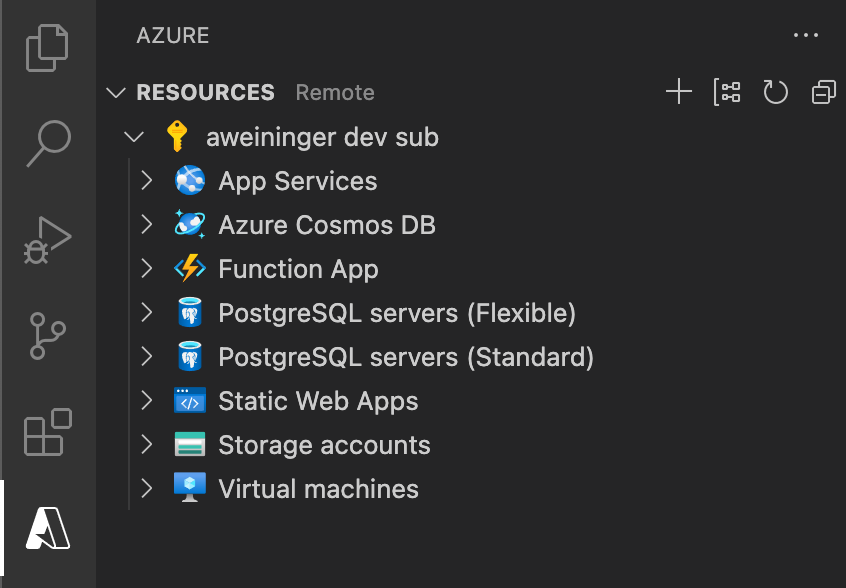 AZURE
RESOURCES Remote
aweininger dev sub
App Services
Azure Cosmos DB
Function App
PostgreSQL servers (Flexible)
PostgreSQL servers (Standard)
Static Web Apps
Storage accounts
Virtual machines